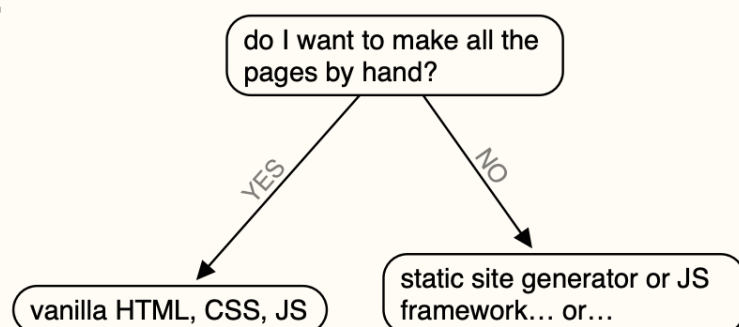 do I want to make all the
pages by hand?
YES
NO
static site generator or JS
framework… or…
vanilla HTML, CSS, JS